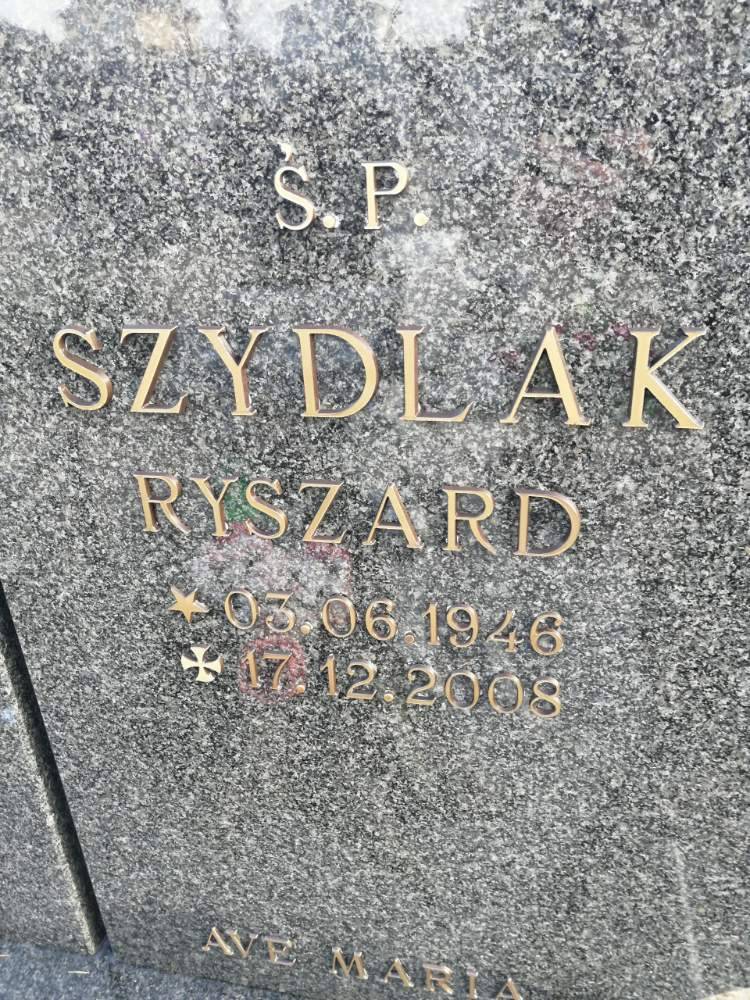 Ś.P.
SZYDLAK
RYSZARD
03.06.1946
17.12.2008
AVE MARIA